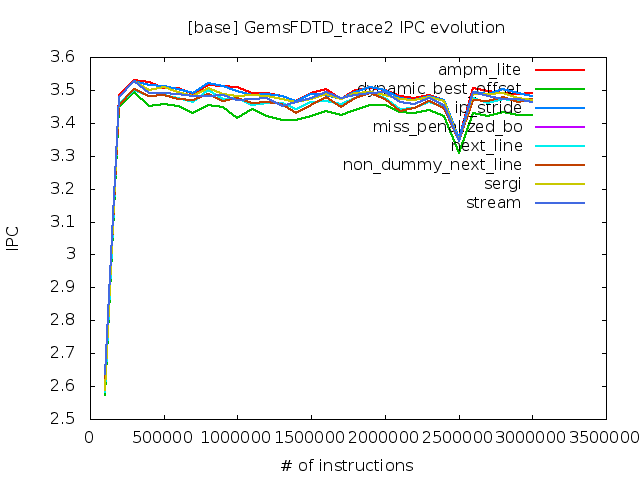 [base] GemsFDTD_trace2 IPC evolution
3.6
3.5
3.4
3.3
3.2
3.1
3
2.9
2.8
2.7
2.6
2.5
IPC
ampm_lite
dynamic_best_offset
ip_stride
miss_penalized_bo
next_line
non_dummy_next_line
sergi
stream
0 500000 1000000 1500000 2000000 2500000 3000000 3500000
# of instructions